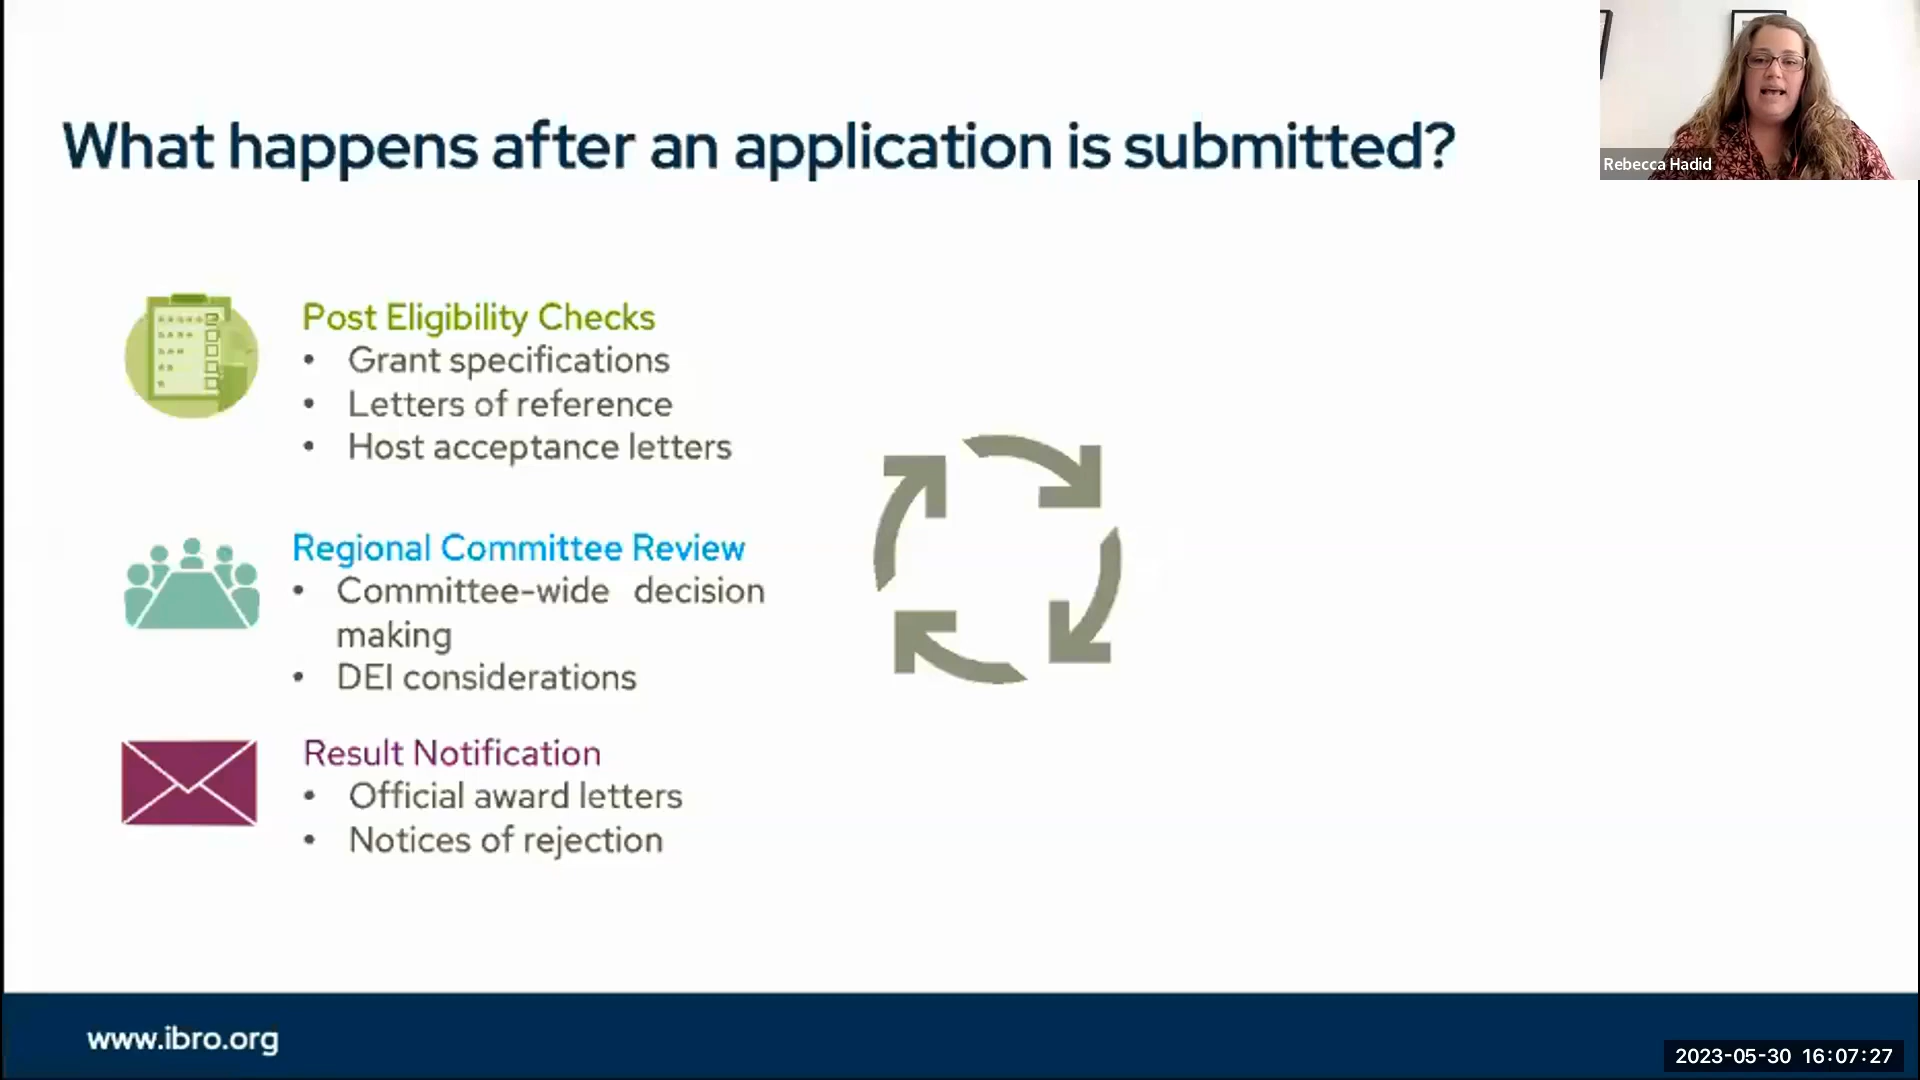 What happens after an application is submitted?
Rebecca Hadid
Post Eligibility Checks
• Grant specifications
• Letters of reference
• Host acceptance letters
Regional Committee Review
• Committee-wide decision
making
• DEI considerations
Result Notification
• Official award letters
• Notices of rejection
www.ibro.org
2023-05-30 16:07:27